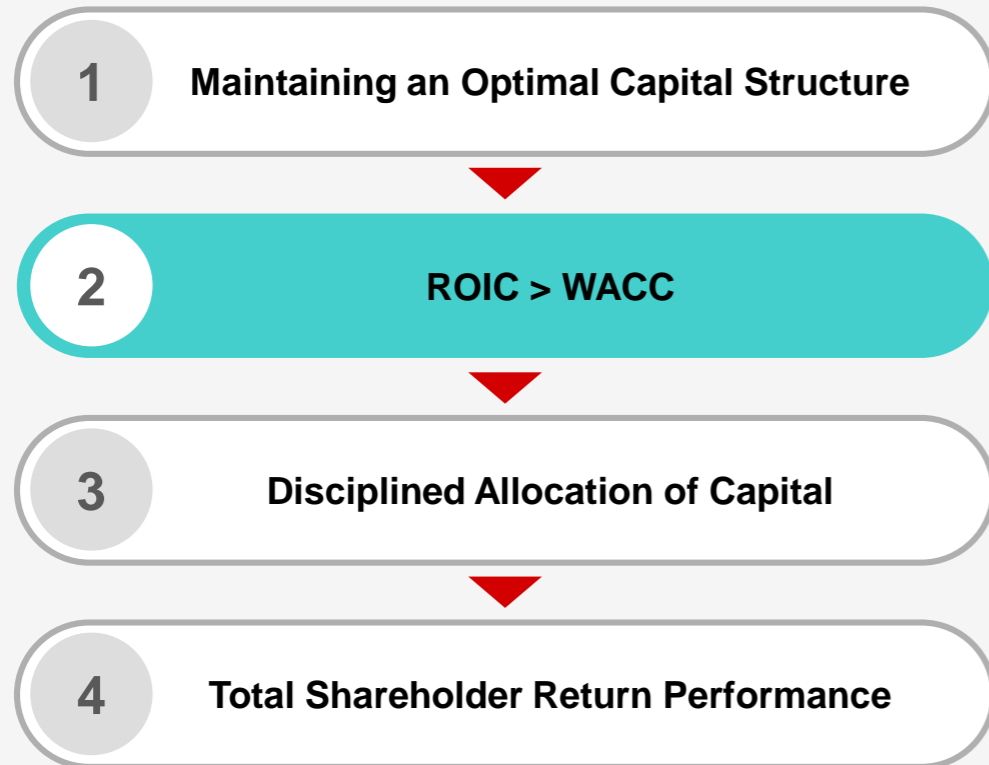 1
Maintaining an Optimal Capital Structure
2
ROIC > WACC
3
Disciplined Allocation of Capital
4
Total Shareholder Return Performance